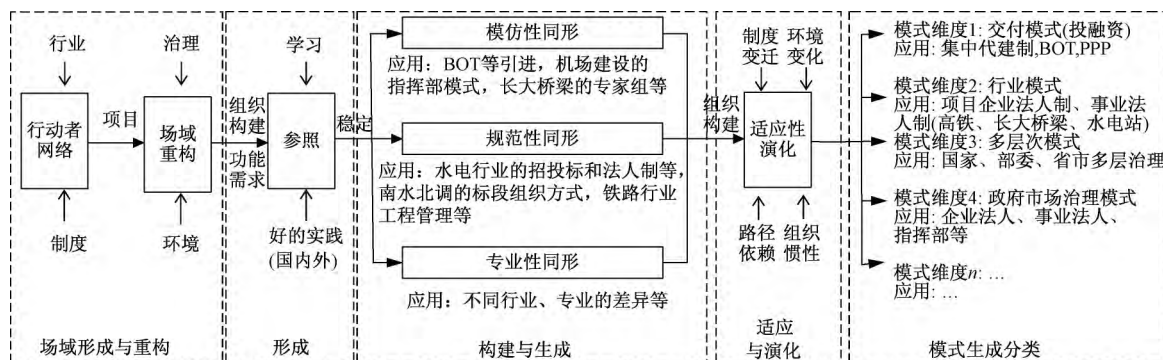 行业
治理
行动者
网络
项目
场域
重构
制度
环境
场域形成与重构
组织
构建
功能
需求
学习
参照
好的实践
(国内外)
形成
稳定
模仿性同形
应用：BOT等引进，机场建设的
指挥部模式，长大桥梁的专家组等
规范性同形
应用：水电行业的招投标和法人制等，
南水北调的标段组织方式，铁路行业
工程管理等
专业性同形
应用：不同行业、专业的差异等
构建与生成
组织
构建
制度
变迁
环境
变化
适应性
演化
路径
依赖
组织
惯性
适应
与演化
模式维度1: 交付模式(投融资)
应用: 集中代建制,BOT,PPP
模式维度2: 行业模式
应用: 项目企业法人制、事业法
人制(高铁、长大桥梁、水电站)
模式维度3: 多层次模式
应用: 国家、部委、省市多层治理
模式维度4: 政府市场治理模式
应用: 企业法人、事业法人、
指挥部等
模式维度n: …
应用: …
模式生成分类